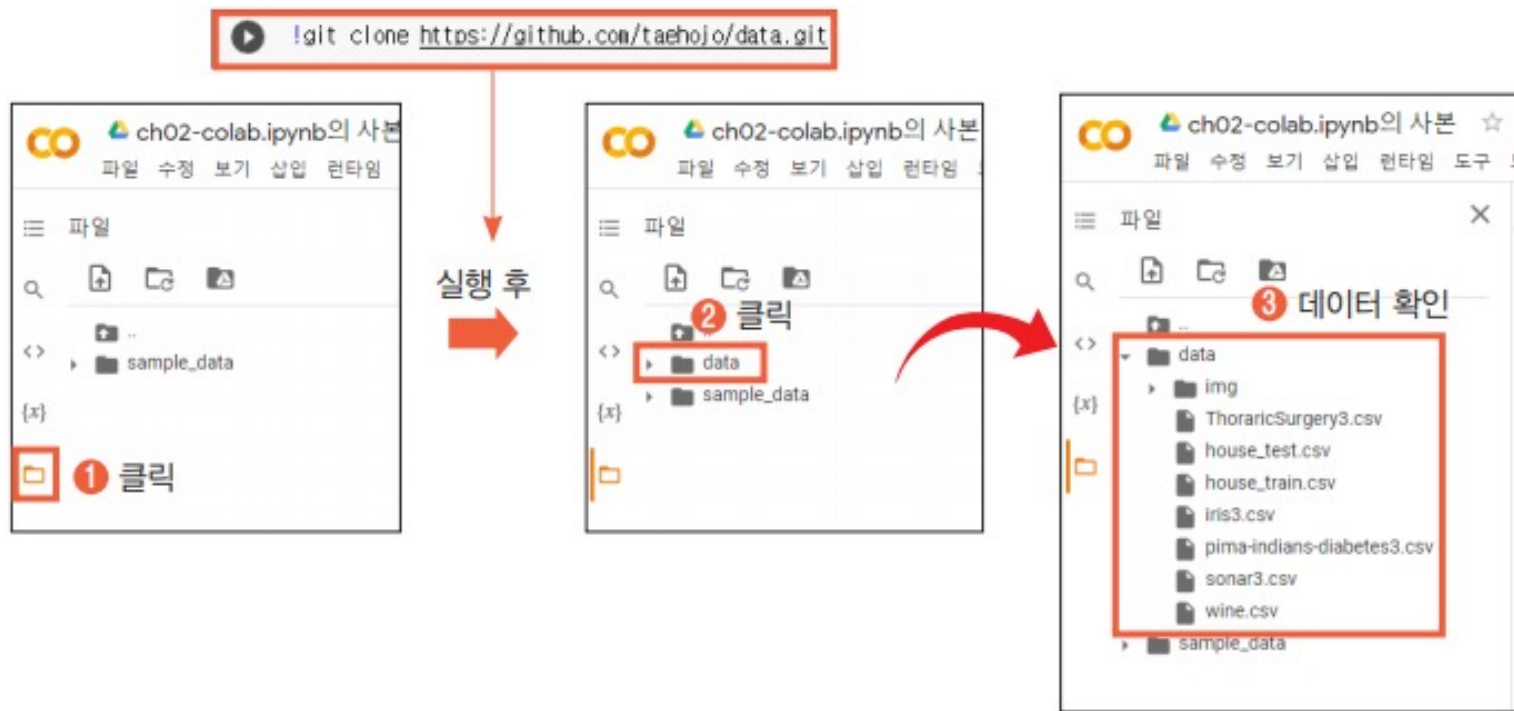 !git clone https://github.com/taehojo/data.git
ch02-colab.ipynb의 사본
파일 수정 보기 삽입 런타임
파일
..
sample_data
{x}
1 클릭
실행 후
ch02-colab.ipynb의 사본
파일 수정 보기 삽입 런타임
파일
2 클릭
..
data
sample_data
{x}
ch02-colab.ipynb의 사본
파일 수정 보기 삽입 런타임 도구
파일
3 데이터 확인
..
data
img
ThoraricSurgery3.csv
{x}
house_test.csv
house_train.csv
iris3.csv
pima-indians-diabetes3.csv
sonar3.csv
wine.csv
sample_data